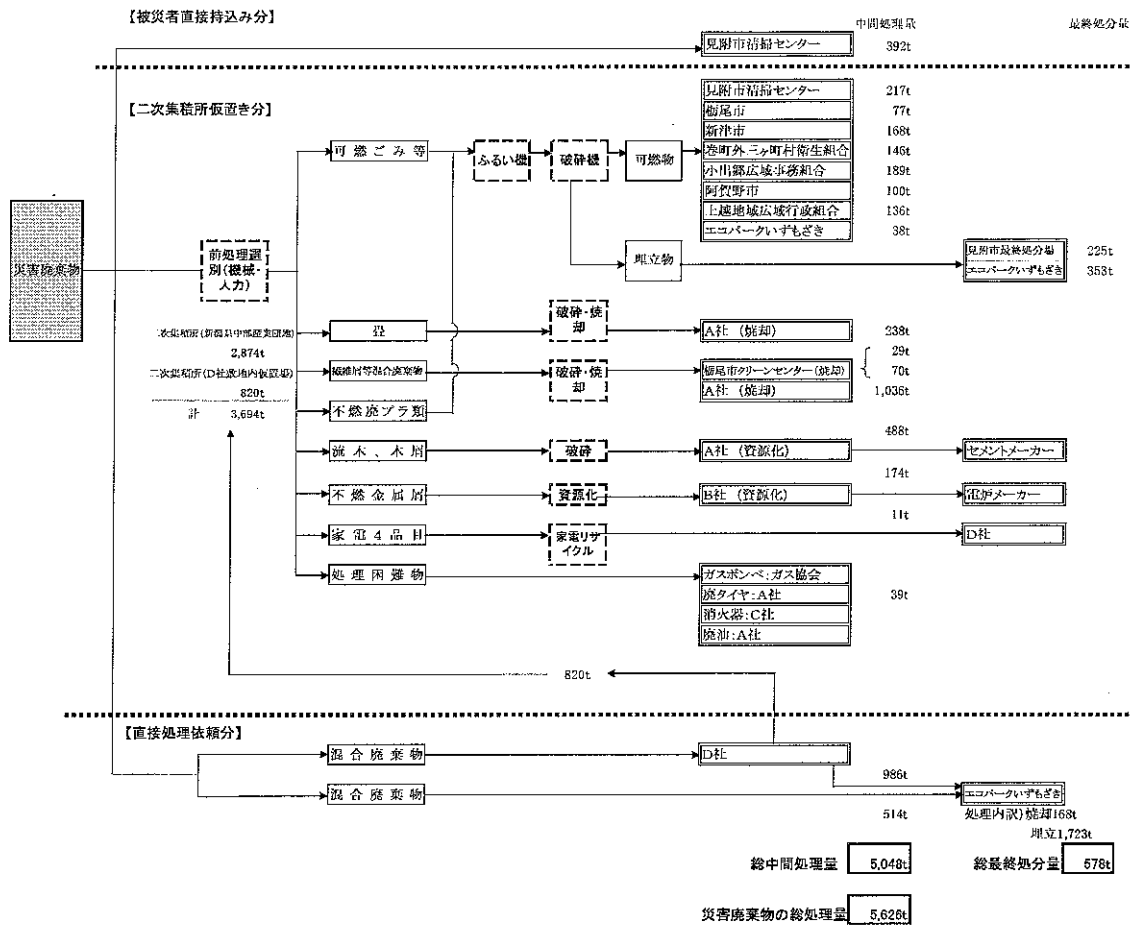 【被災者直接持込み分】
中間処理量
最終処分量
見附市清掃センター 392t
【二次集積所仮置き分】
見附市清掃センター 217t
栃尾市 77t
新津市 168t
巻町外三ヶ町村衛生組合 146t
小出郷広域事務組合 189t
阿賀野市 100t
上越地域広域行政組合 136t
エコパークいずもざき 38t
可燃ごみ等
ふるい機
破砕機
可燃物
災害廃棄物
前処理選
別(機械・
人力)
埋立物
見附市最終処分場 225t
エコパークいずもざき 353t
二次集積所(新潟県中部産業団地)
2,874t
二次集積所(D社敷地内仮置場)
820t
計 3,694t
畳
破砕・焼
却
A社（焼却） 238t
29t
繊維屑等混合廃棄物
破砕・焼
却
栃尾市クリーンセンター(焼却) 70t
A社（焼却） 1,036t
不燃廃プラ類
488t
流木、木屑
破砕
A社（資源化）
セメントメーカー
174t
不燃金属屑
資源化
B社（資源化）
電炉メーカー
11t
家電4品目
家電リサ
イクル
D社
処理困難物
ガスボンベ:ガス協会
廃タイヤ:A社 39t
消火器:C社
廃油:A社
820t
【直接処理依頼分】
混合廃棄物
D社
986t
混合廃棄物
エコパークいずもざき
514t
処理内訳)焼却168t
埋立1,723t
総中間処理量 5,048t
総最終処分量 578t
災害廃棄物の総処理量 5,626t